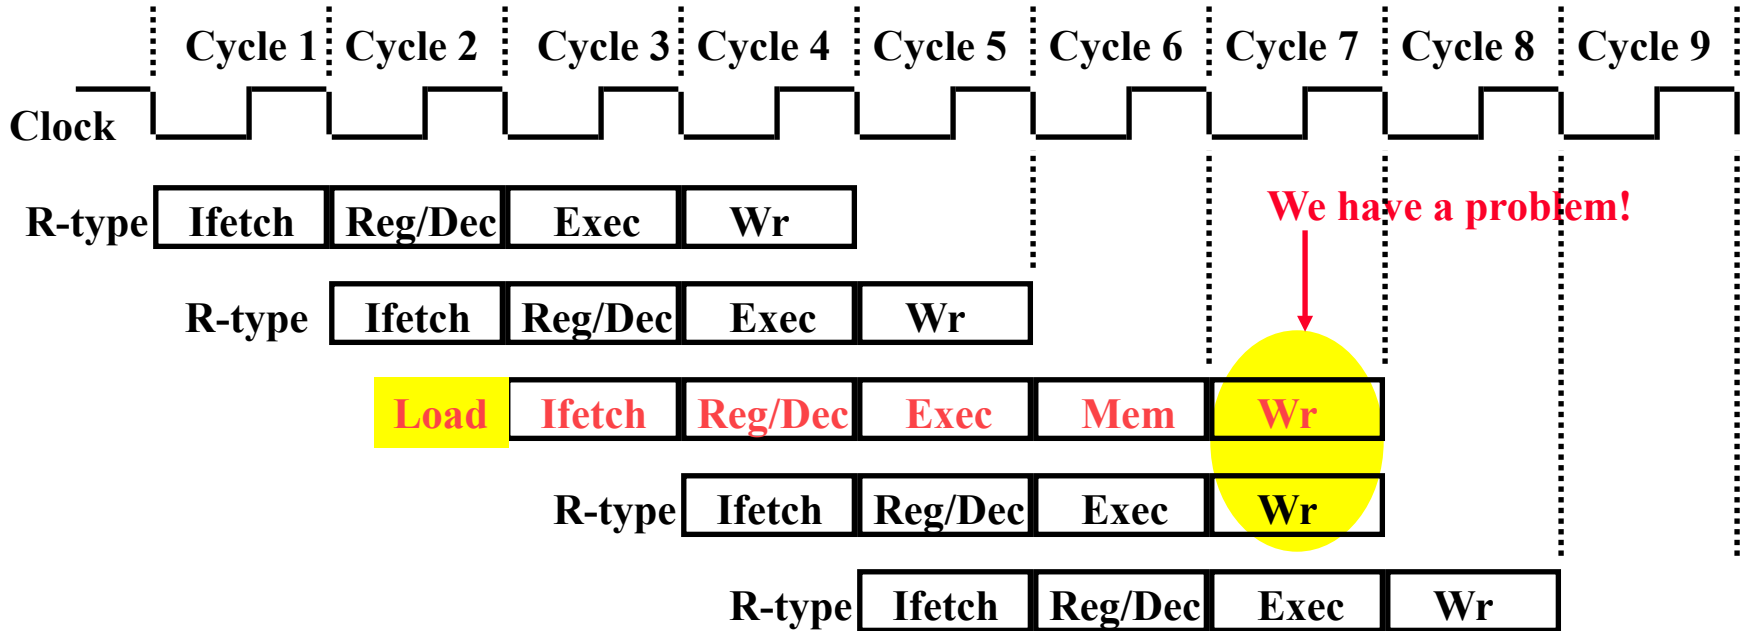 Cycle 1 Cycle 2 Cycle 3 Cycle 4 Cycle 5 Cycle 6 Cycle 7 Cycle 8 Cycle 9
Clock
We have a problem!
R-type Ifetch Reg/Dec Exec Wr
R-type Ifetch Reg/Dec Exec Wr
Load Ifetch Reg/Dec Exec Mem Wr
R-type Ifetch Reg/Dec Exec Wr
R-type Ifetch Reg/Dec Exec Wr